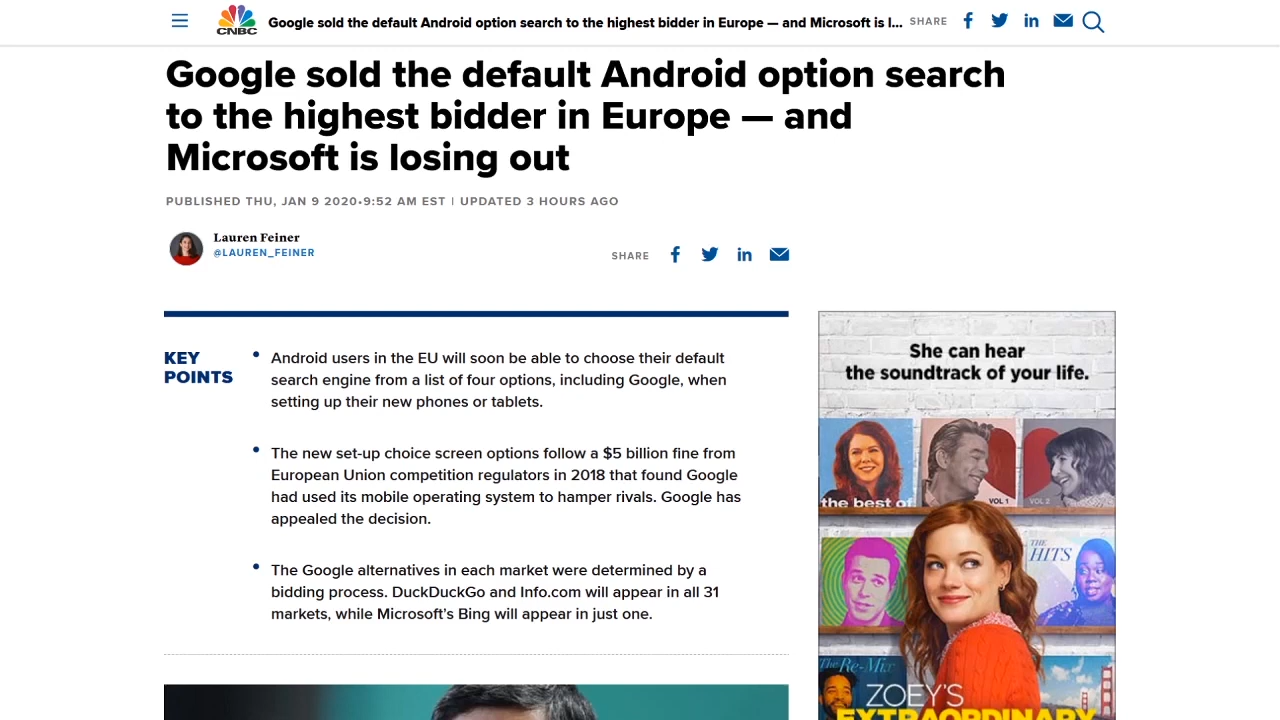 CNBC
Google sold the default Android option search to the highest bidder in Europe — and Microsoft is l...
SHARE
Google sold the default Android option search
to the highest bidder in Europe — and
Microsoft is losing out
PUBLISHED THU, JAN 9 2020•9:52 AM EST | UPDATED 3 HOURS AGO
Lauren Feiner
@LAUREN_FEINER
SHARE
KEY
POINTS
• Android users in the EU will soon be able to choose their default
search engine from a list of four options, including Google, when
setting up their new phones or tablets.
• The new set-up choice screen options follow a $5 billion fine from
European Union competition regulators in 2018 that found Google
had used its mobile operating system to hamper rivals. Google has
appealed the decision.
• The Google alternatives in each market were determined by a
bidding process. DuckDuckGo and Info.com will appear in all 31
markets, while Microsoft's Bing will appear in just one.
She can hear
the soundtrack of your life.
the best of
VOL 1
VOL 2
THE
HITS
The Re-Mix
ZOEY'S
EXTRAORDINARY